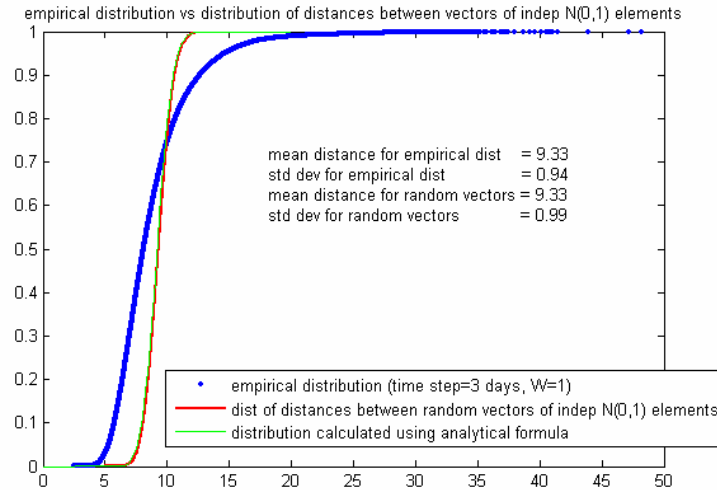 empirical distribution vs distribution of distances between vectors of indep N(0,1) elements
1
0.9
0.8
0.7
0.6
0.5
0.4
0.3
0.2
0.1
0
mean distance for empirical dist = 9.33
std dev for empirical dist = 0.94
mean distance for random vectors = 9.33
std dev for random vectors = 0.99
empirical distribution (time step=3 days, W=1)
dist of distances between random vectors of indep N(0,1) elements
distribution calculated using analytical formula
0 5 10 15 20 25 30 35 40 45 50